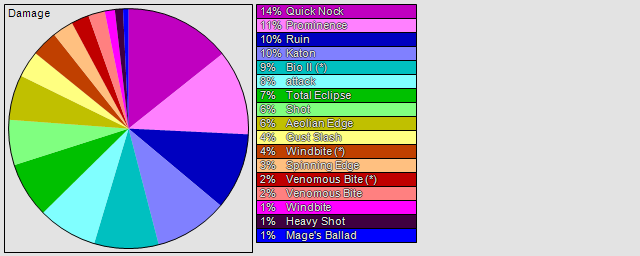 Damage
14% Quick Nock
11% Prominence
10% Ruin
10% Katon
9% Bio II (*)
8% attack
7% Total Eclipse
6% Shot
6% Aeolian Edge
4% Gust Slash
4% Windbite (*)
3% Spinning Edge
2% Venomous Bite (*)
2% Venomous Bite
1% Windbite
1% Heavy Shot
1% Mage's Ballad